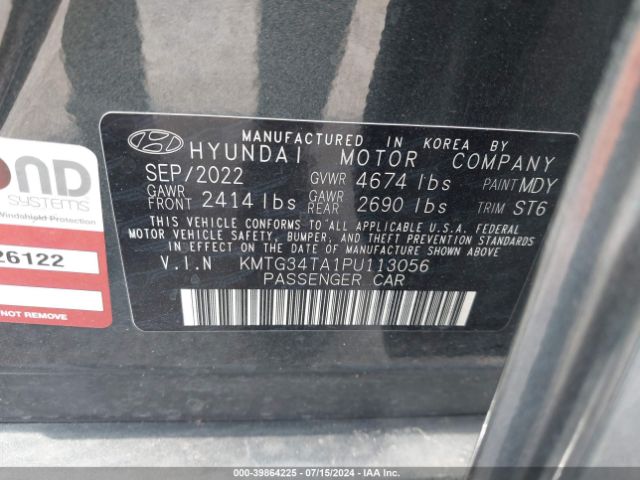 MANUFACTURED IN KOREA BY
HYUNDAI MOTOR COMPANY
SEP/2022 GVWR 4674 lbs PAINT MDY
GAWR FRONT 2414 lbs GAWR REAR 2690 lbs TRIM ST6
THIS VEHICLE CONFORMS TO ALL APPLICABLE U.S.A. FEDERAL
MOTOR VEHICLE SAFETY, BUMPER, AND THEFT PREVENTION STANDARDS
IN EFFECT ON THE DATE OF MANUFACTURE SHOWN ABOVE.
V.I.N KMTG34TA1PU113056
PASSENGER CAR
OND
SYSTEMS
Windshield Protection
26122
NOT REMOVE
000-39864225 - 07/15/2024 - IAA, Inc.